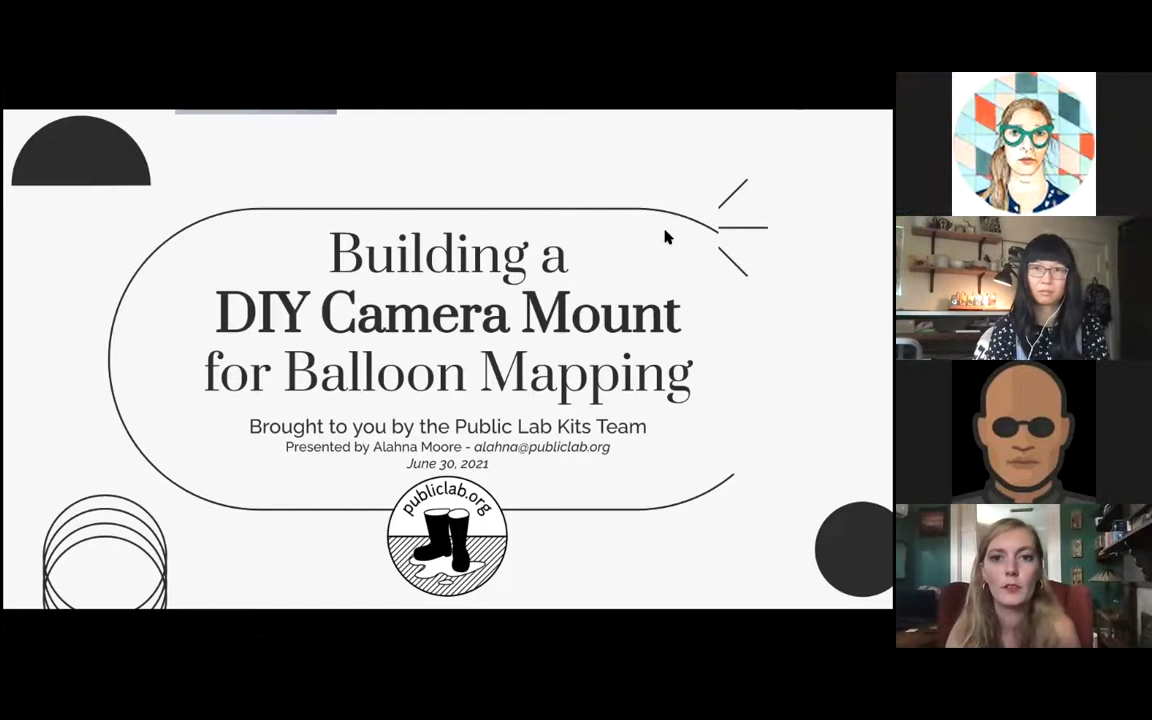 Building a
DIY Camera Mount
for Balloon Mapping
Brought to you by the Public Lab Kits Team
Presented by Alahna Moore - alahna@publiclab.org
June 30, 2021
publiclab.org